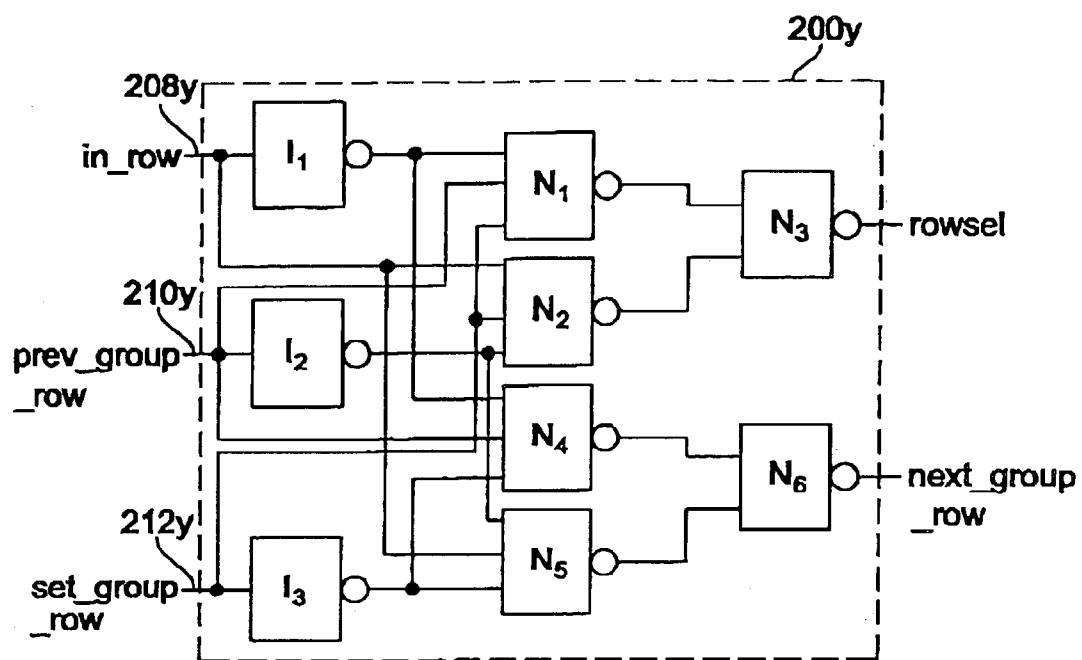 200y
208y
in_row
I1
N1
N3
rowsel
N2
210y
prev_group
_row
I2
N4
N6
next_group
_row
212y
set_group
_row
I3
N5